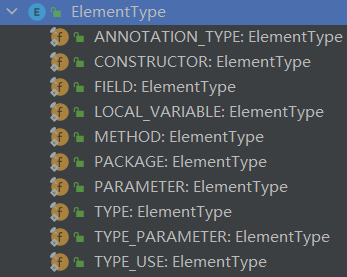 ElementType
ANNOTATION_TYPE: ElementType
CONSTRUCTOR: ElementType
FIELD: ElementType
LOCAL_VARIABLE: ElementType
METHOD: ElementType
PACKAGE: ElementType
PARAMETER: ElementType
TYPE: ElementType
TYPE_PARAMETER: ElementType
TYPE_USE: ElementType